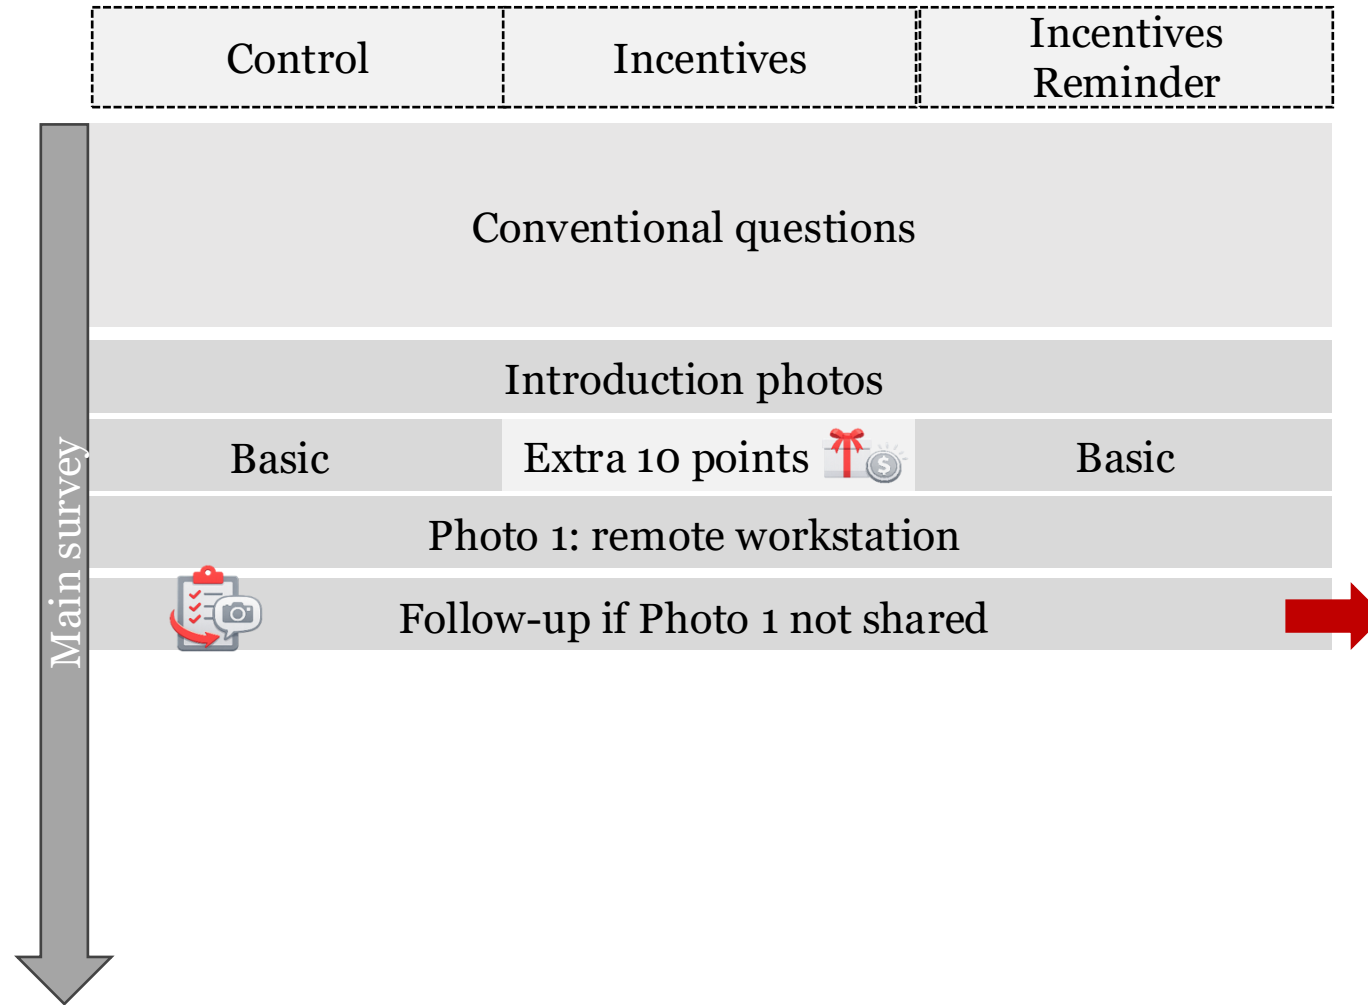 Control
Incentives
Incentives
Reminder
Conventional questions
Introduction photos
Basic
Extra 10 points
$
Basic
Photo 1: remote workstation
Follow-up if Photo 1 not shared
Main survey